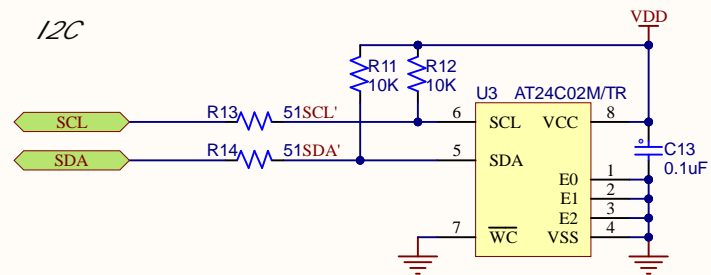 I2C
VDD
R11
10K
R12
10K
U3 AT24C02M/TR
SCL R13 51 SCL' 6 SCL VCC 8
SDA R14 51 SDA' 5 SDA
C13
0.1uF
E0 1
E1 2
E2 3
7 WC VSS 4